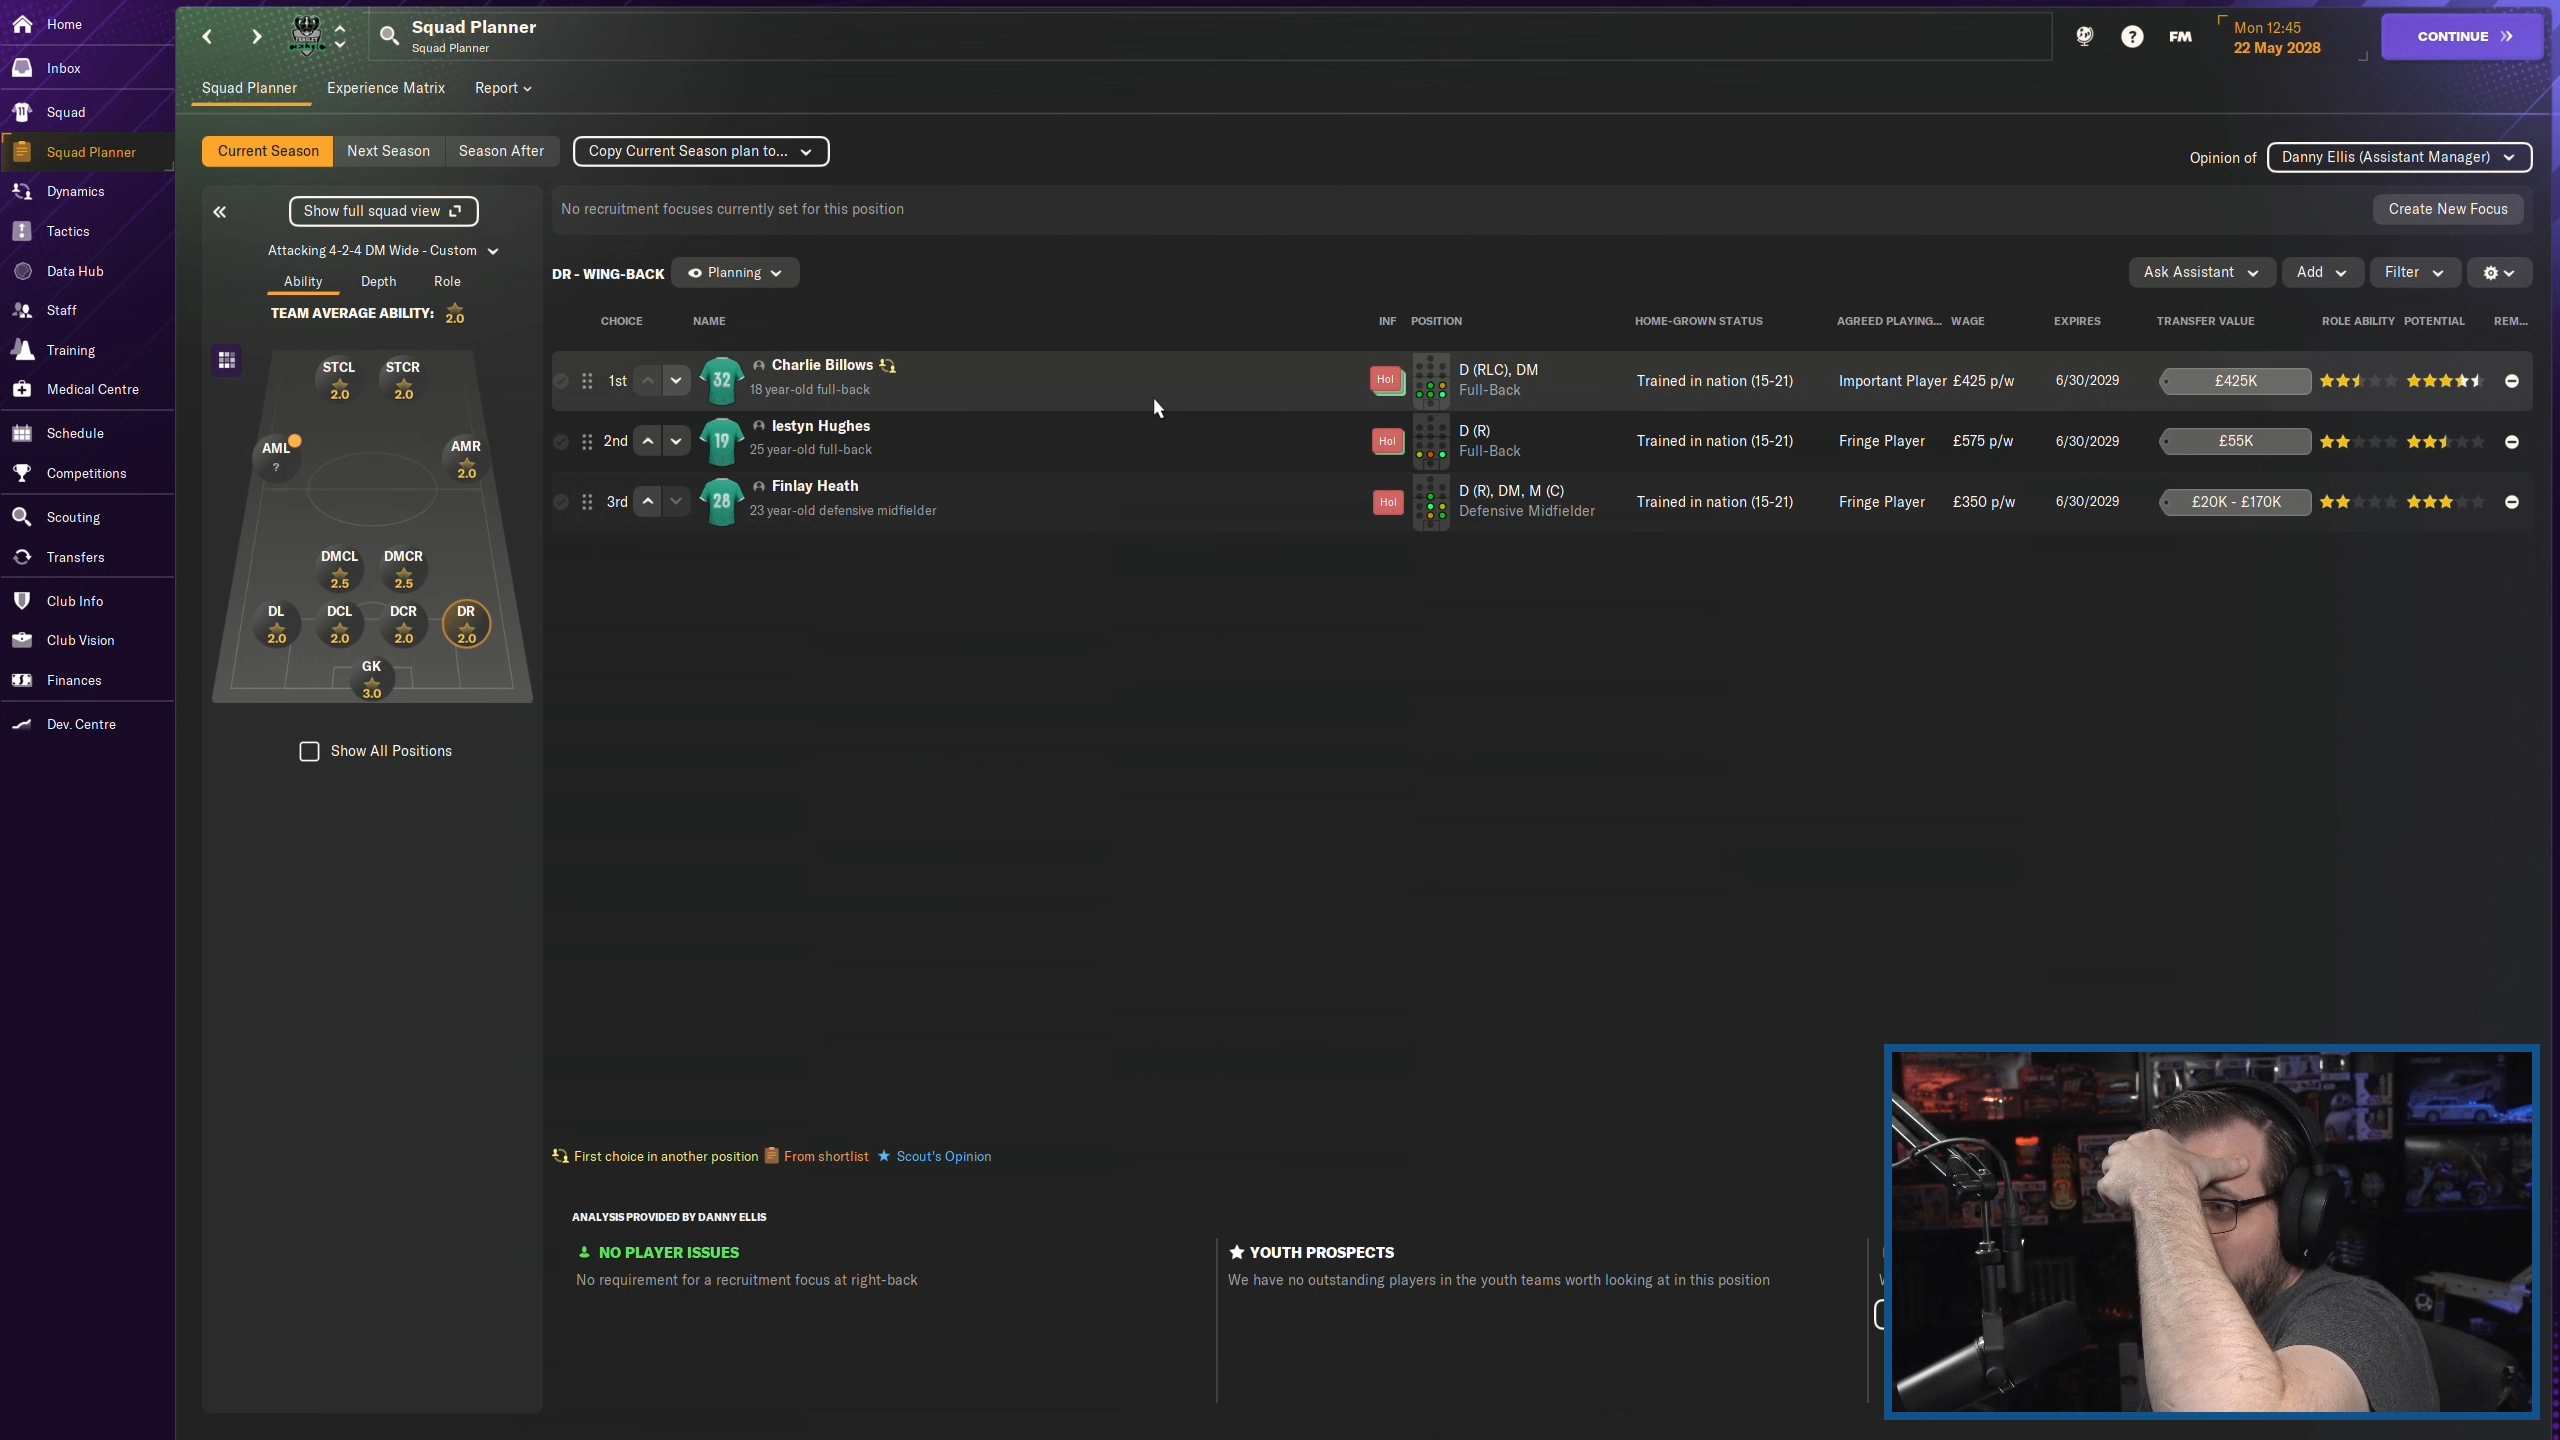 Home
Inbox
Squad
Squad Planner
Dynamics
Tactics
Data Hub
Staff
Training
Medical Centre
Schedule
Competitions
Scouting
Transfers
Club Info
Club Vision
Finances
Dev. Centre
CELTIC
Squad Planner
Squad Planner
FM
Mon 12:45
22 May 2028
CONTINUE
Squad Planner
Experience Matrix
Report
Current Season
Next Season
Season After
Copy Current Season plan to...
Opinion of
Danny Ellis (Assistant Manager)
Show full squad view
Attacking 4-2-4 DM Wide - Custom
Ability
Depth
Role
TEAM AVERAGE ABILITY: 2.0
STCL
2.0
STCR
2.0
AML
?
AMR
2.0
DMCL
2.5
DMCR
2.5
DL
2.0
DCL
2.0
DCR
2.0
DR
2.0
GK
3.0
Show All Positions
No recruitment focuses currently set for this position
Create New Focus
DR - WING-BACK
Planning
Ask Assistant
Add
Filter
CHOICE NAME INF POSITION HOME-GROWN STATUS AGREED PLAYING... WAGE EXPIRES TRANSFER VALUE ROLE ABILITY POTENTIAL REM...
1st 32 Charlie Billows Hol D (RLC), DM Trained in nation (15-21) Important Player £425 p/w 6/30/2029 £425K
18 year-old full-back Full-Back
2nd 19 Iestyn Hughes Hol D (R) Trained in nation (15-21) Fringe Player £575 p/w 6/30/2029 £55K
25 year-old full-back Full-Back
3rd 28 Finlay Heath Hol D (R), DM, M (C) Trained in nation (15-21) Fringe Player £350 p/w 6/30/2029 £20K - £170K
23 year-old defensive midfielder Defensive Midfielder
First choice in another position From shortlist Scout's Opinion
ANALYSIS PROVIDED BY DANNY ELLIS
NO PLAYER ISSUES
No requirement for a recruitment focus at right-back
YOUTH PROSPECTS
We have no outstanding players in the youth teams worth looking at in this position